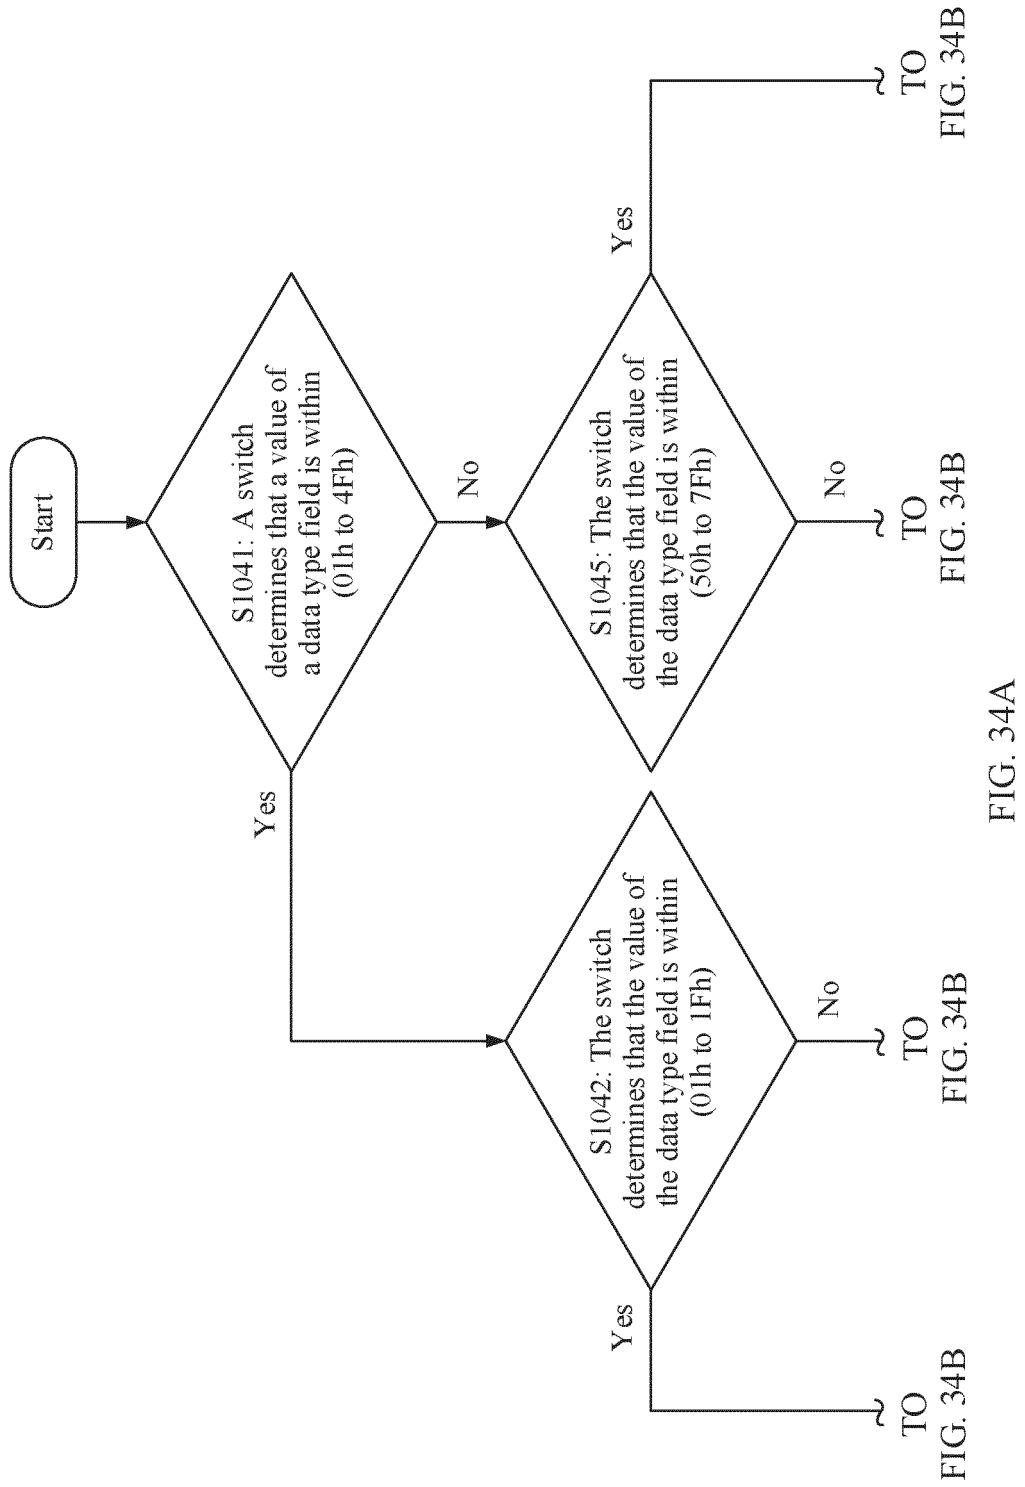 Start
S1041: A switch
determines that a value of
a data type field is within
(01h to 4Fh)
Yes
No
S1042: The switch
determines that the value of
the data type field is within
(01h to 1Fh)
S1045: The switch
determines that the value of
the data type field is within
(50h to 7Fh)
Yes
No
No
Yes
TO
FIG. 34B
TO
FIG. 34B
TO
FIG. 34B
TO
FIG. 34B
FIG. 34A